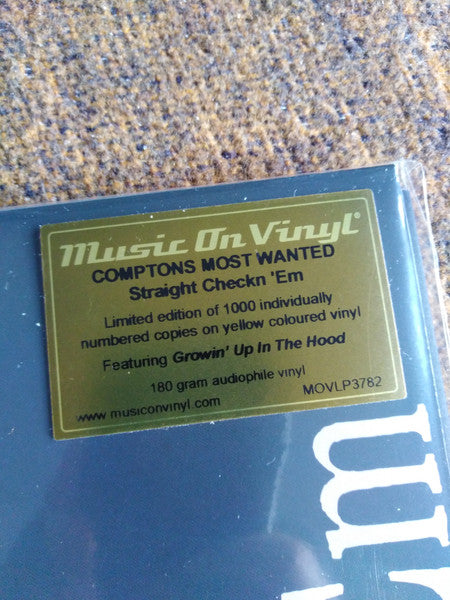 Music On Vinyl®
COMPTONS MOST WANTED
Straight Checkn 'Em
Limited edition of 1000 individually
numbered copies on yellow coloured vinyl
Featuring Growin' Up In The Hood
180 gram audiophile vinyl
www.musiconvinyl.com
MOVLP3782